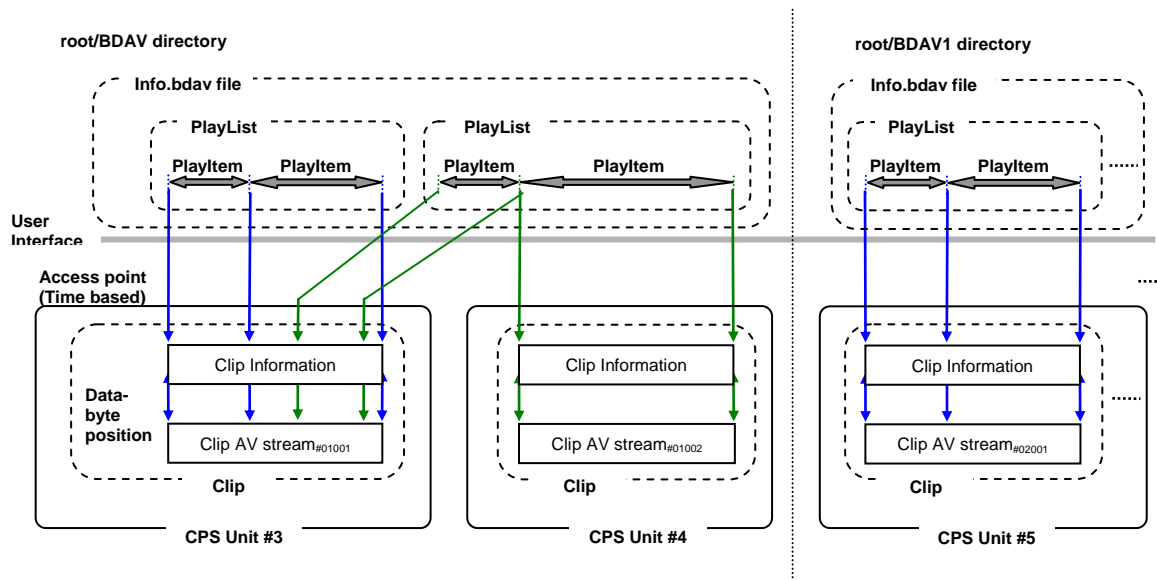 root/BDAV directory
root/BDAV1 directory
Info.bdav file
Info.bdav file
PlayList
PlayList
PlayList
PlayItem
PlayItem
PlayItem
PlayItem
PlayItem
PlayItem
......
User
Interface
Access point
(Time based)
.....
Clip Information
Clip Information
Clip Information
Data-
byte
position
......
Clip AV stream#01001
Clip AV stream#01002
Clip AV stream#02001
Clip
Clip
Clip
CPS Unit #3
CPS Unit #4
CPS Unit #5